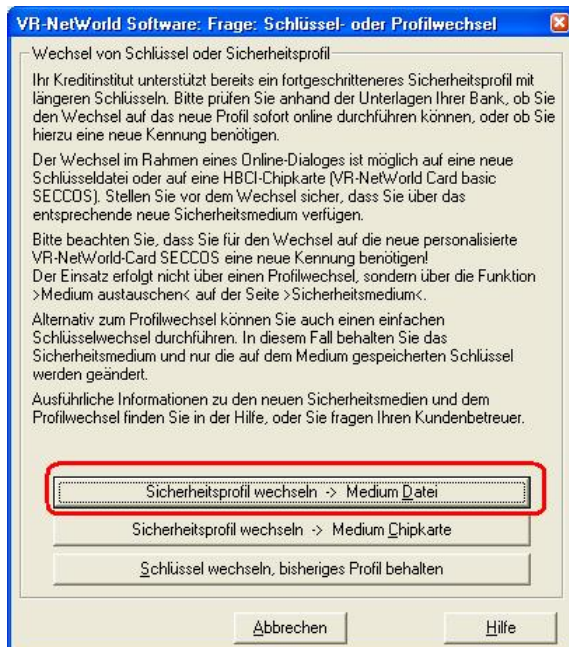 VR-NetWorld Software: Frage: Schlüssel- oder Profilwechsel
Wechsel von Schlüssel oder Sicherheitsprofil
Ihr Kreditinstitut unterstützt bereits ein fortgeschritteneres Sicherheitsprofil mit
längeren Schlüsseln. Bitte prüfen Sie anhand der Unterlagen Ihrer Bank, ob Sie
den Wechsel auf das neue Profil sofort online durchführen können, oder ob Sie
hierzu eine neue Kennung benötigen.
Der Wechsel im Rahmen eines Online-Dialoges ist möglich auf eine neue
Schlüsseldatei oder auf eine HBCI-Chipkarte (VR-NetWorld Card basic
SECCOS). Stellen Sie vor dem Wechsel sicher, dass Sie über das
entsprechende neue Sicherheitsmedium verfügen.
Bitte beachten Sie, dass Sie für den Wechsel auf die neue personalisierte
VR-NetWorld-Card SECCOS eine neue Kennung benötigen!
Der Einsatz erfolgt nicht über einen Profilwechsel, sondern über die Funktion
>Medium austauschen< auf der Seite >Sicherheitsmedium<.
Alternativ zum Profilwechsel können Sie auch einen einfachen
Schlüsselwechsel durchführen. In diesem Fall behalten Sie das
Sicherheitsmedium und nur die auf dem Medium gespeicherten Schlüssel
werden geändert.
Ausführliche Informationen zu den neuen Sicherheitsmedien und dem
Profilwechsel finden Sie in der Hilfe, oder Sie fragen Ihren Kundenbetreuer.
Sicherheitsprofil wechseln -> Medium Datei
Sicherheitsprofil wechseln -> Medium Chipkarte
Schlüssel wechseln, bisheriges Profil behalten
Abbrechen
Hilfe